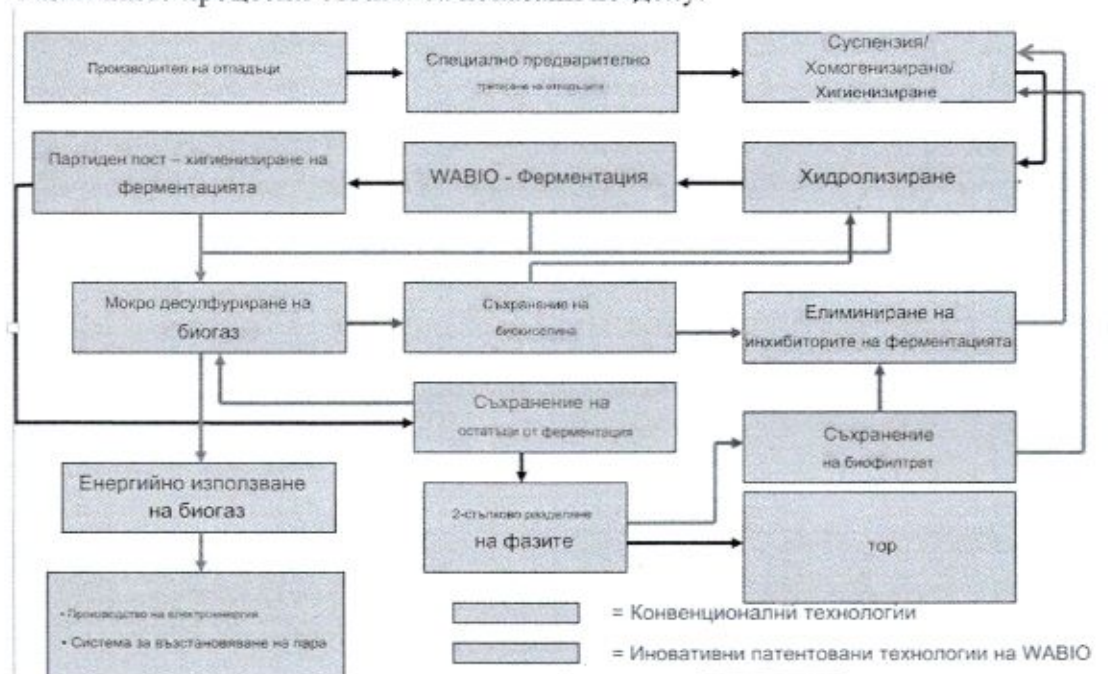 Производител на отпадъци
Специално предварително
третиране на отпадъците
Суспензия/
Хомогенизиране/
Хигиенизиране
Партиден пост – хигиенизиране на
ферментацията
WABIO - Ферментация
Хидролизиране
Мокро десулфуриране на
биогаз
Съхранение на
биокиселина
Елиминиране на
инхибиторите на ферментацията
Съхранение на
остатъци от ферментация
Съхранение
на биофилтрат
Енергийно използване
на биогаз
2-стъпково разделяне
на фазите
тор
• Производство на електроенергия
• Система за възстановяване на пара
= Конвенционални технологии
= Иновативни патентовани технологии на WABIO